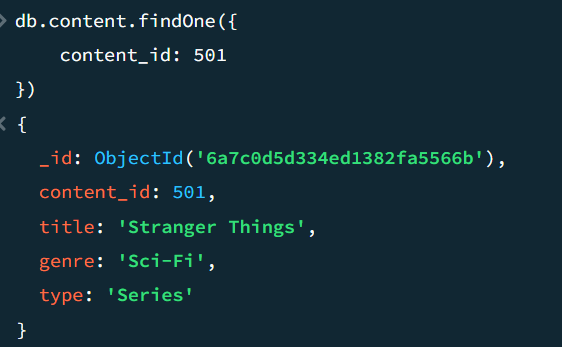 db.content.findOne({
content_id: 501
})
{
_id: ObjectId('6a7c0d5d334ed1382fa5566b'),
content_id: 501,
title: 'Stranger Things',
genre: 'Sci-Fi',
type: 'Series'
}